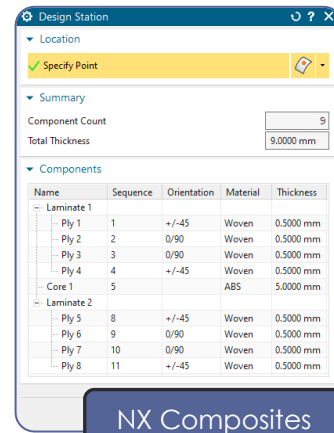 Design Station
Location
Specify Point
Summary
Component Count 9
Total Thickness 9.0000 mm
Components
Name Sequence Orientation Material Thickness
Laminate 1
Ply 1 1 +/-45 Woven 0.5000 mm
Ply 2 2 0/90 Woven 0.5000 mm
Ply 3 3 0/90 Woven 0.5000 mm
Ply 4 4 +/-45 Woven 0.5000 mm
Core 1 5 ABS 5.0000 mm
Laminate 2
Ply 5 8 +/-45 Woven 0.5000 mm
Ply 6 9 0/90 Woven 0.5000 mm
Ply 7 10 0/90 Woven 0.5000 mm
Ply 8 11 +/-45 Woven 0.5000 mm
NX Composites